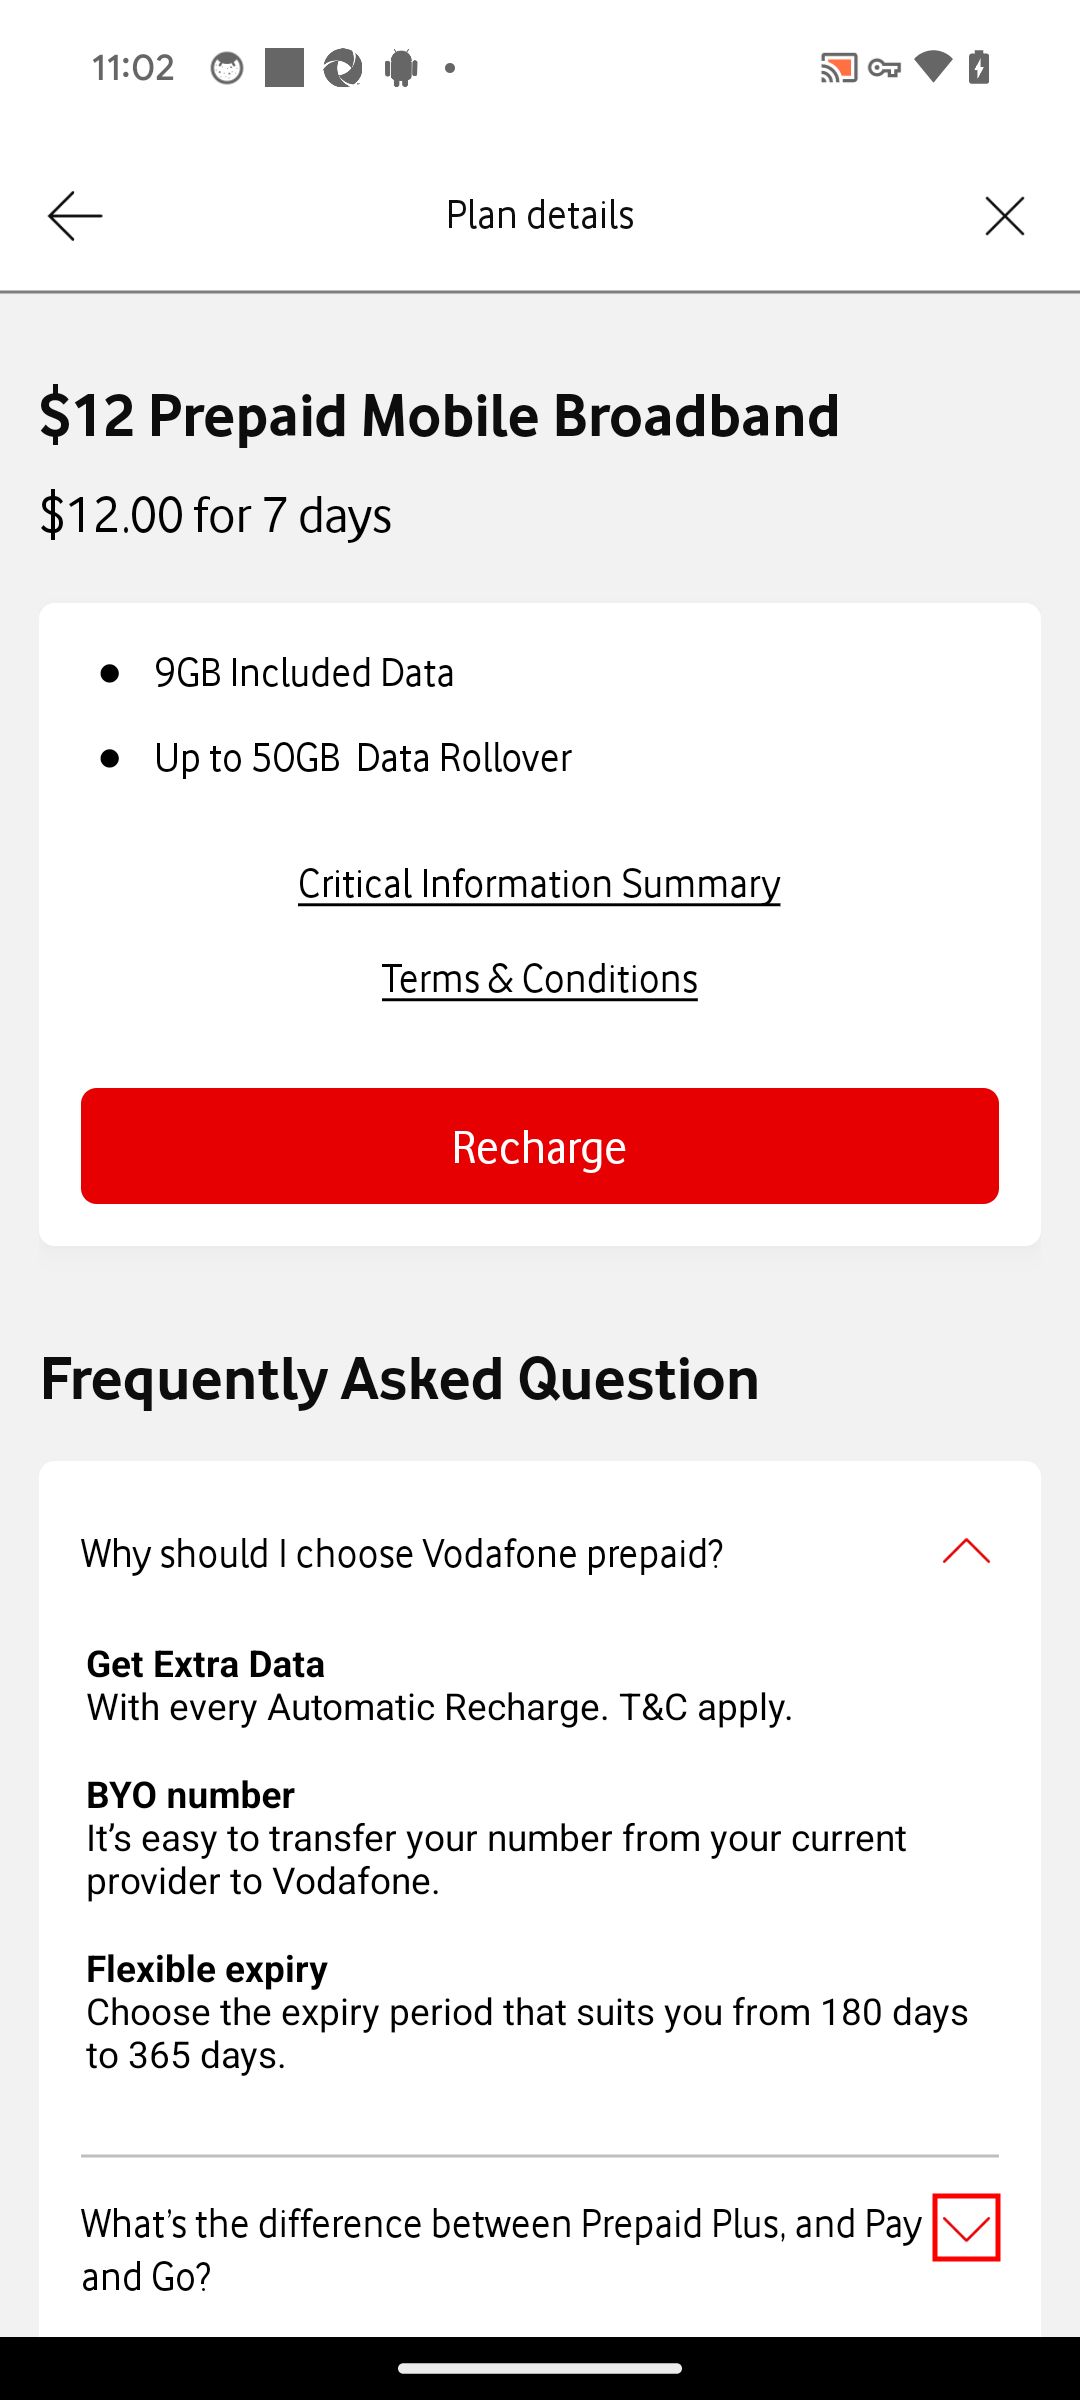 11:02
Plan details
$12 Prepaid Mobile Broadband
$12.00 for 7 days
● 9GB Included Data
● Up to 50GB Data Rollover
Critical Information Summary
Terms & Conditions
Recharge
Frequently Asked Question
Why should I choose Vodafone prepaid?
Get Extra Data
With every Automatic Recharge. T&C apply.
BYO number
It’s easy to transfer your number from your current
provider to Vodafone.
Flexible expiry
Choose the expiry period that suits you from 180 days
to 365 days.
What’s the difference between Prepaid Plus, and Pay
and Go?